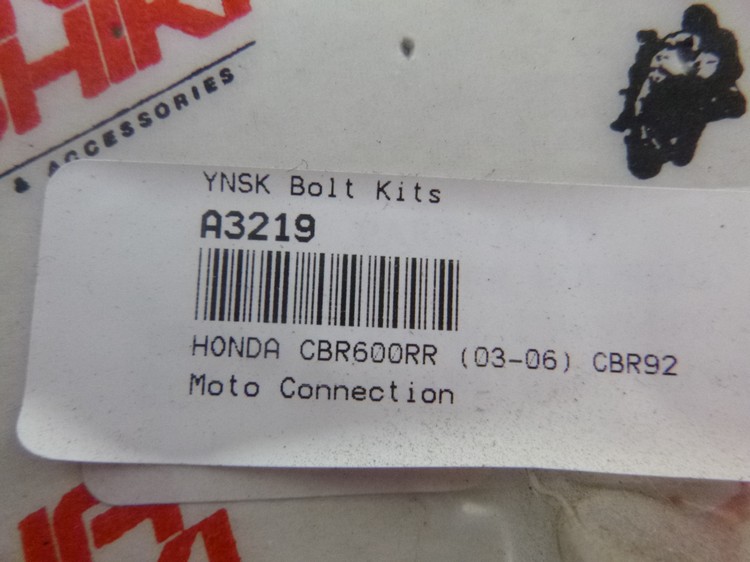 & ACCESSORIES
YNSK Bolt Kits
A3219
HONDA CBR600RR (03-06) CBR92
Moto Connection